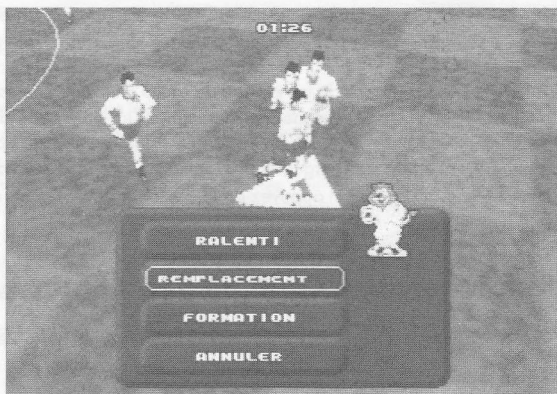 01:26
RALENTI
REMPLACEMENT
FORMATION
ANNULER